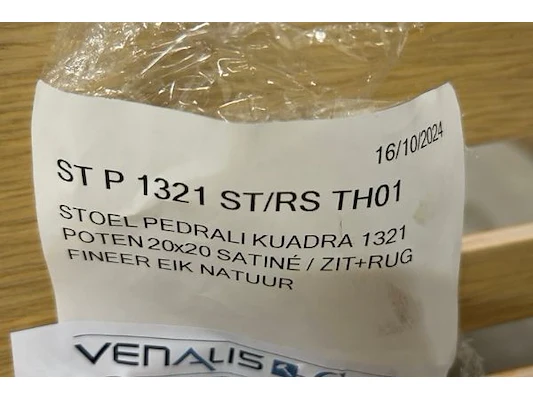 16/10/2024
ST P 1321 ST/RS TH01
STOEL PEDRALI KUADRA 1321
POTEN 20x20 SATINÉ / ZIT+RUG
FINEER EIK NATUUR
VENALIS